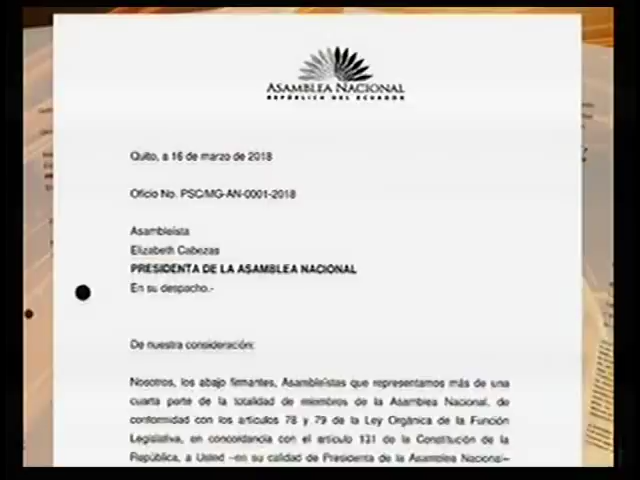 ASAMBLEA NACIONAL
REPÚBLICA DEL ECUADOR
Quito, a 16 de marzo de 2018
Oficio No. PSC/MG-AN-0001-2018
Asambleísta
Elizabeth Cabezas
PRESIDENTA DE LA ASAMBLEA NACIONAL
En su despacho.-
De nuestra consideración:
Nosotros, los abajo firmantes, Asambleístas que representamos más de una
cuarta parte de la totalidad de miembros de la Asamblea Nacional, de
conformidad con los artículos 78 y 79 de la Ley Orgánica de la Función
Legislativa, en concordancia con el artículo 131 de la Constitución de la
República, a Usted –en su calidad de Presidenta de la Asamblea Nacional–